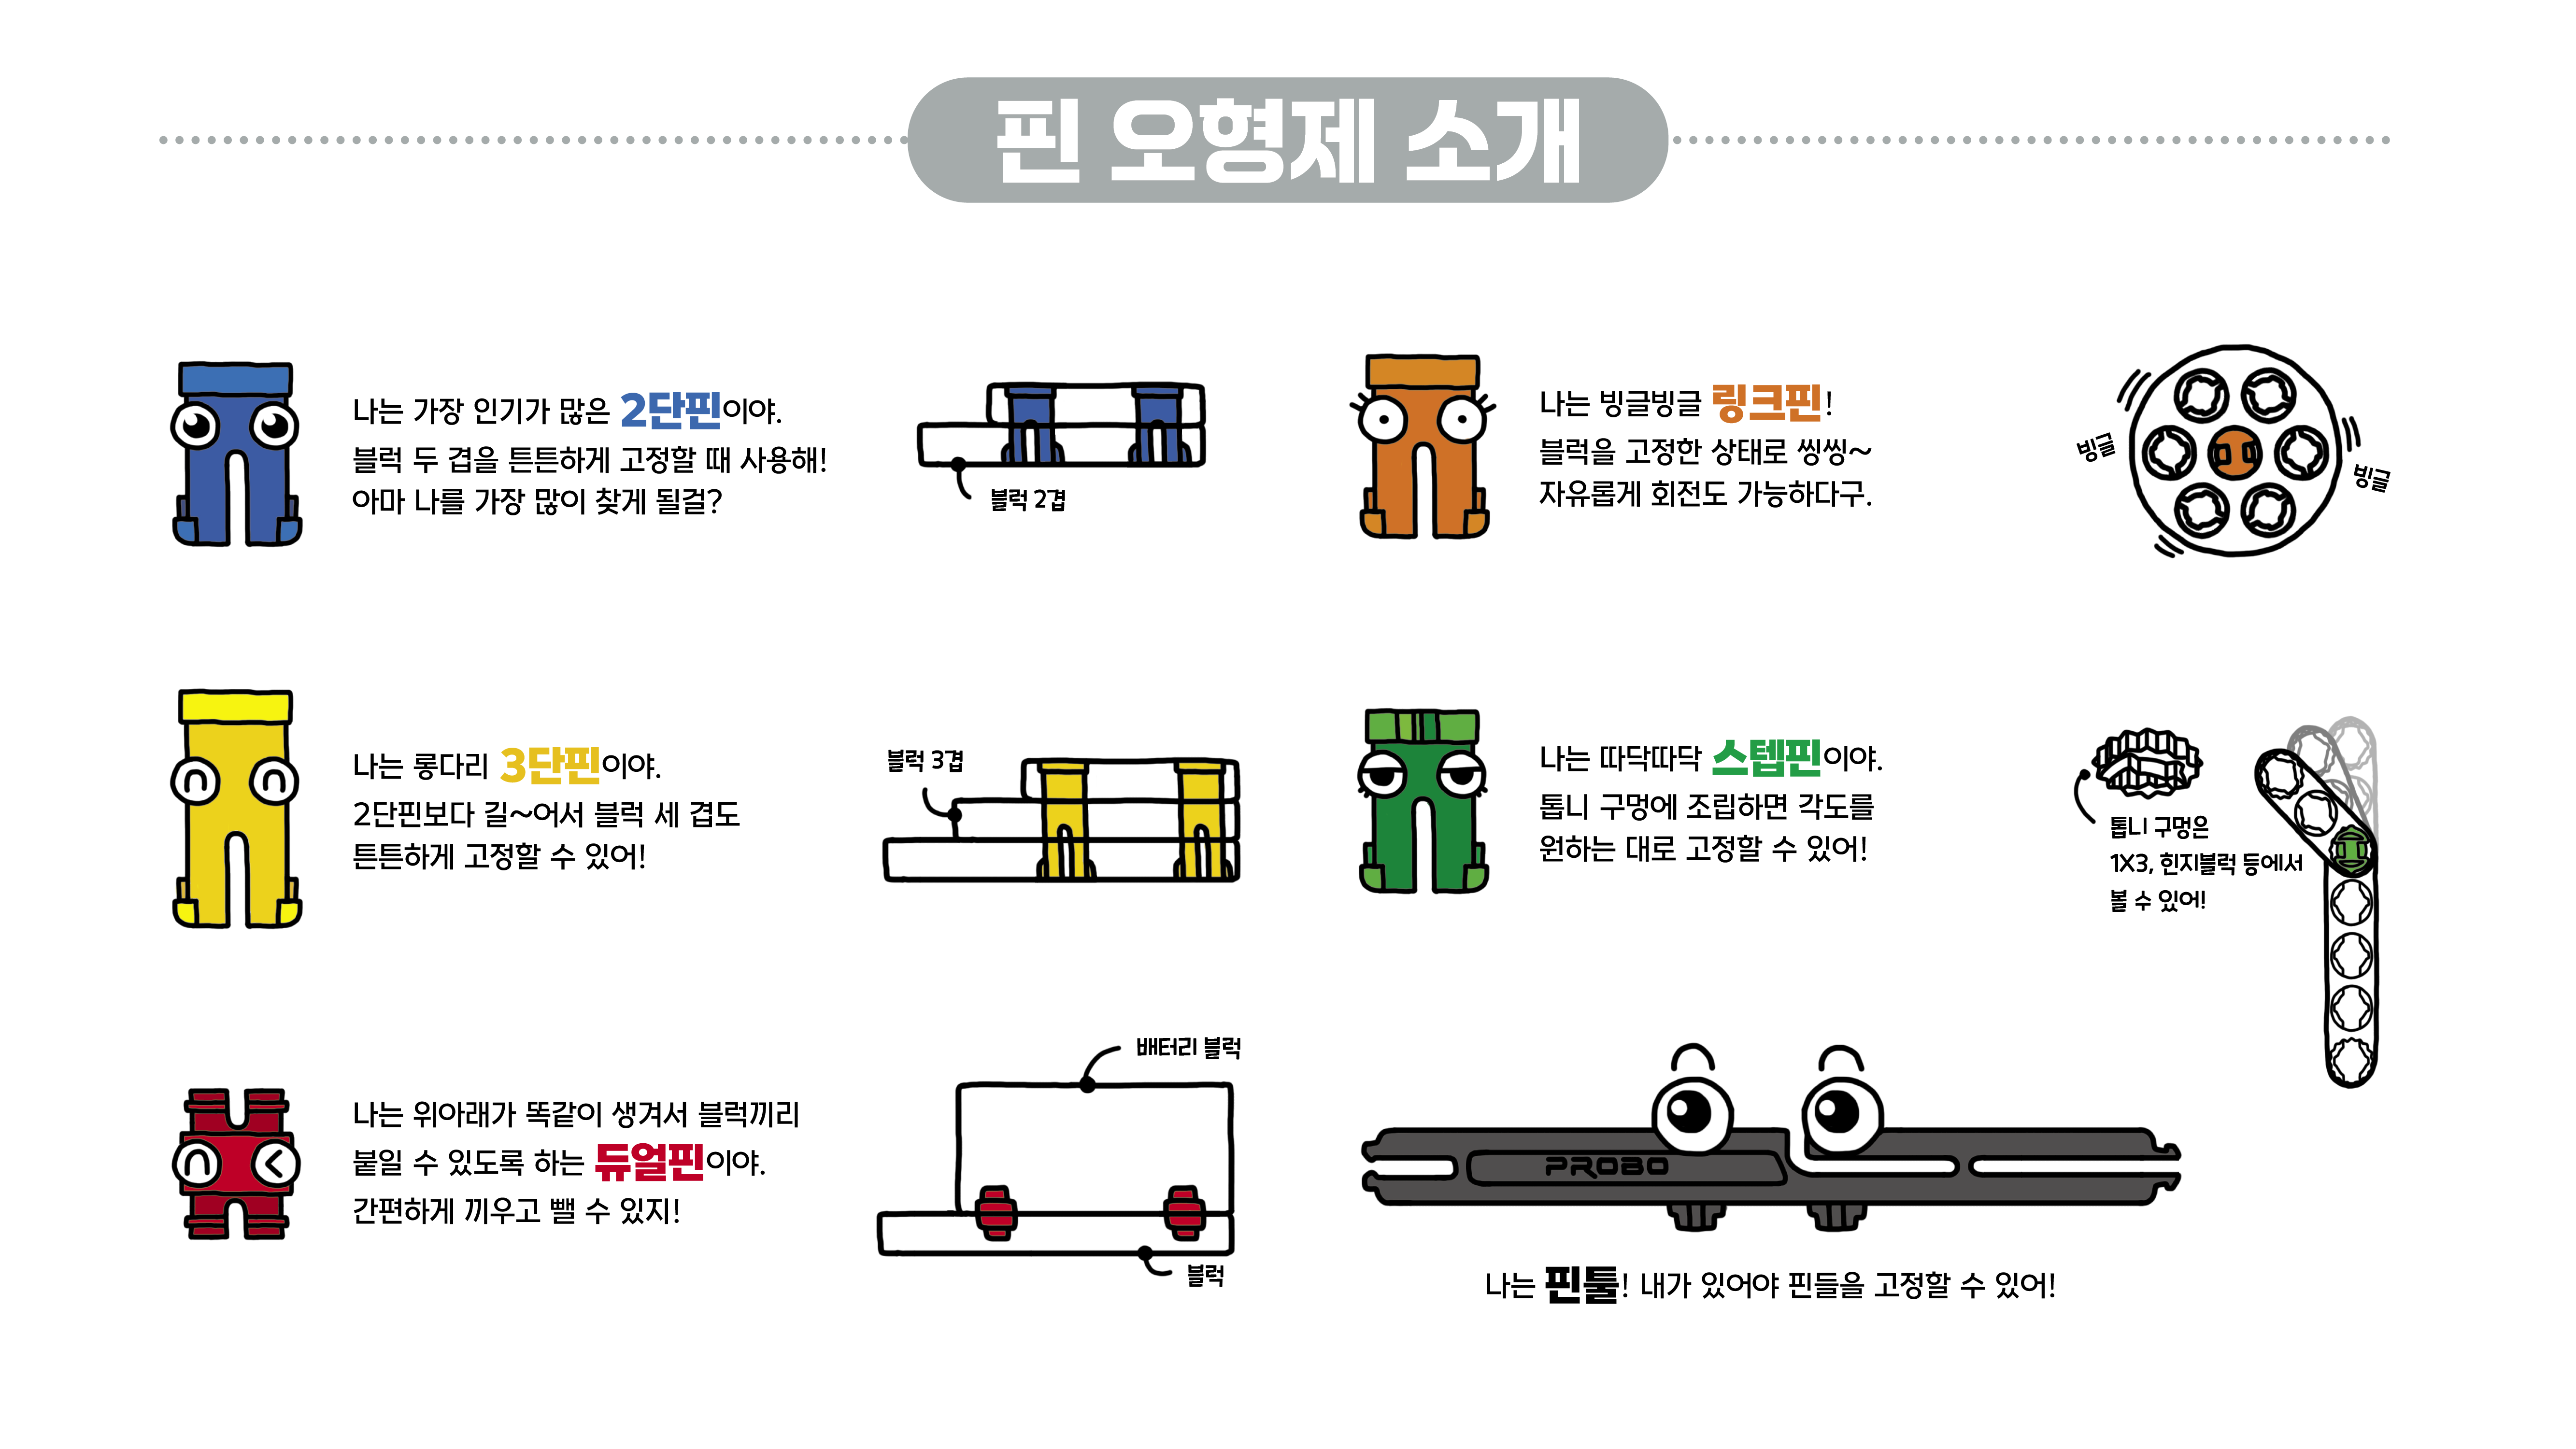 핀 오형제 소개
나는 가장 인기가 많은 2단핀이야.
블럭 두 겹을 튼튼하게 고정할 때 사용해!
아마 나를 가장 많이 찾게 될걸?
블럭 2겹
나는 빙글빙글 링크핀!
블럭을 고정한 상태로 씽씽~
자유롭게 회전도 가능하다구.
빙글
빙글
나는 롱다리 3단핀이야.
2단핀보다 길~어서 블럭 세 겹도
튼튼하게 고정할 수 있어!
블럭 3겹
나는 따닥따닥 스텝핀이야.
톱니 구멍에 조립하면 각도를
원하는 대로 고정할 수 있어!
톱니 구멍은
1X3, 힌지블럭 등에서
볼 수 있어!
나는 위아래가 똑같이 생겨서 블럭끼리
붙일 수 있도록 하는 듀얼핀이야.
간편하게 끼우고 뺄 수 있지!
배터리 블럭
블럭
PROBO
나는 핀툴! 내가 있어야 핀들을 고정할 수 있어!